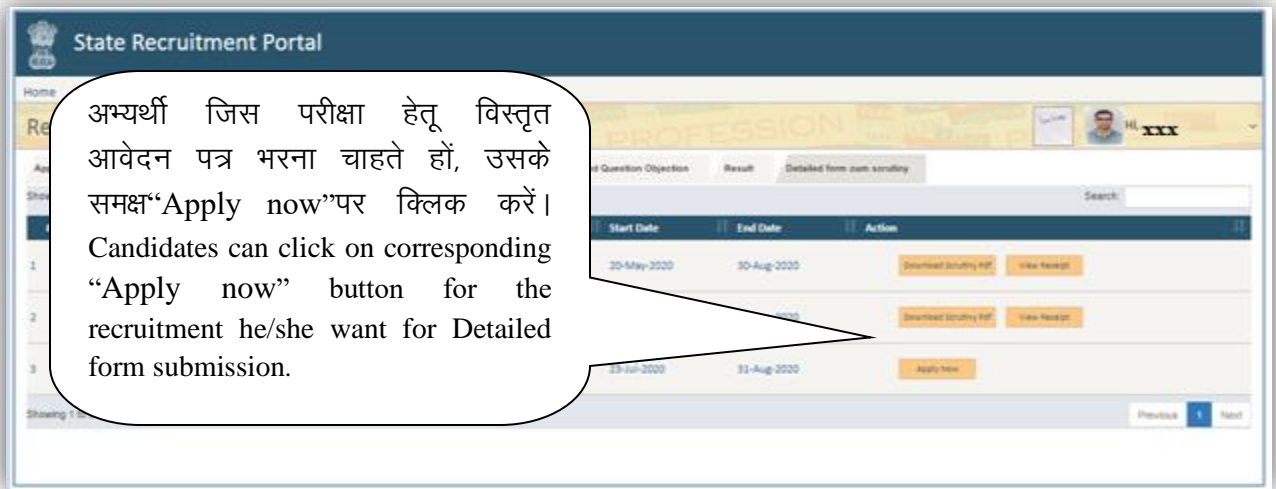 State Recruitment Portal
Home
Hi, xxx
Question Objection Result Detailed form cum scrutiny
Search:
Start Date End Date Action
1 20-May-2020 30-Aug-2020 Download Scrutiny Pdf View Receipt
2 Download Scrutiny Pdf View Receipt
3 23-Jul-2020 31-Aug-2020 Apply Now
Showing 1 to
Previous 1 Next
अभ्यर्थी जिस परीक्षा हेतू विस्तृत
आवेदन पत्र भरना चाहते हों, उसके
समक्ष“Apply now”पर क्लिक करें।
Candidates can click on corresponding
“Apply now” button for the
recruitment he/she want for Detailed
form submission.